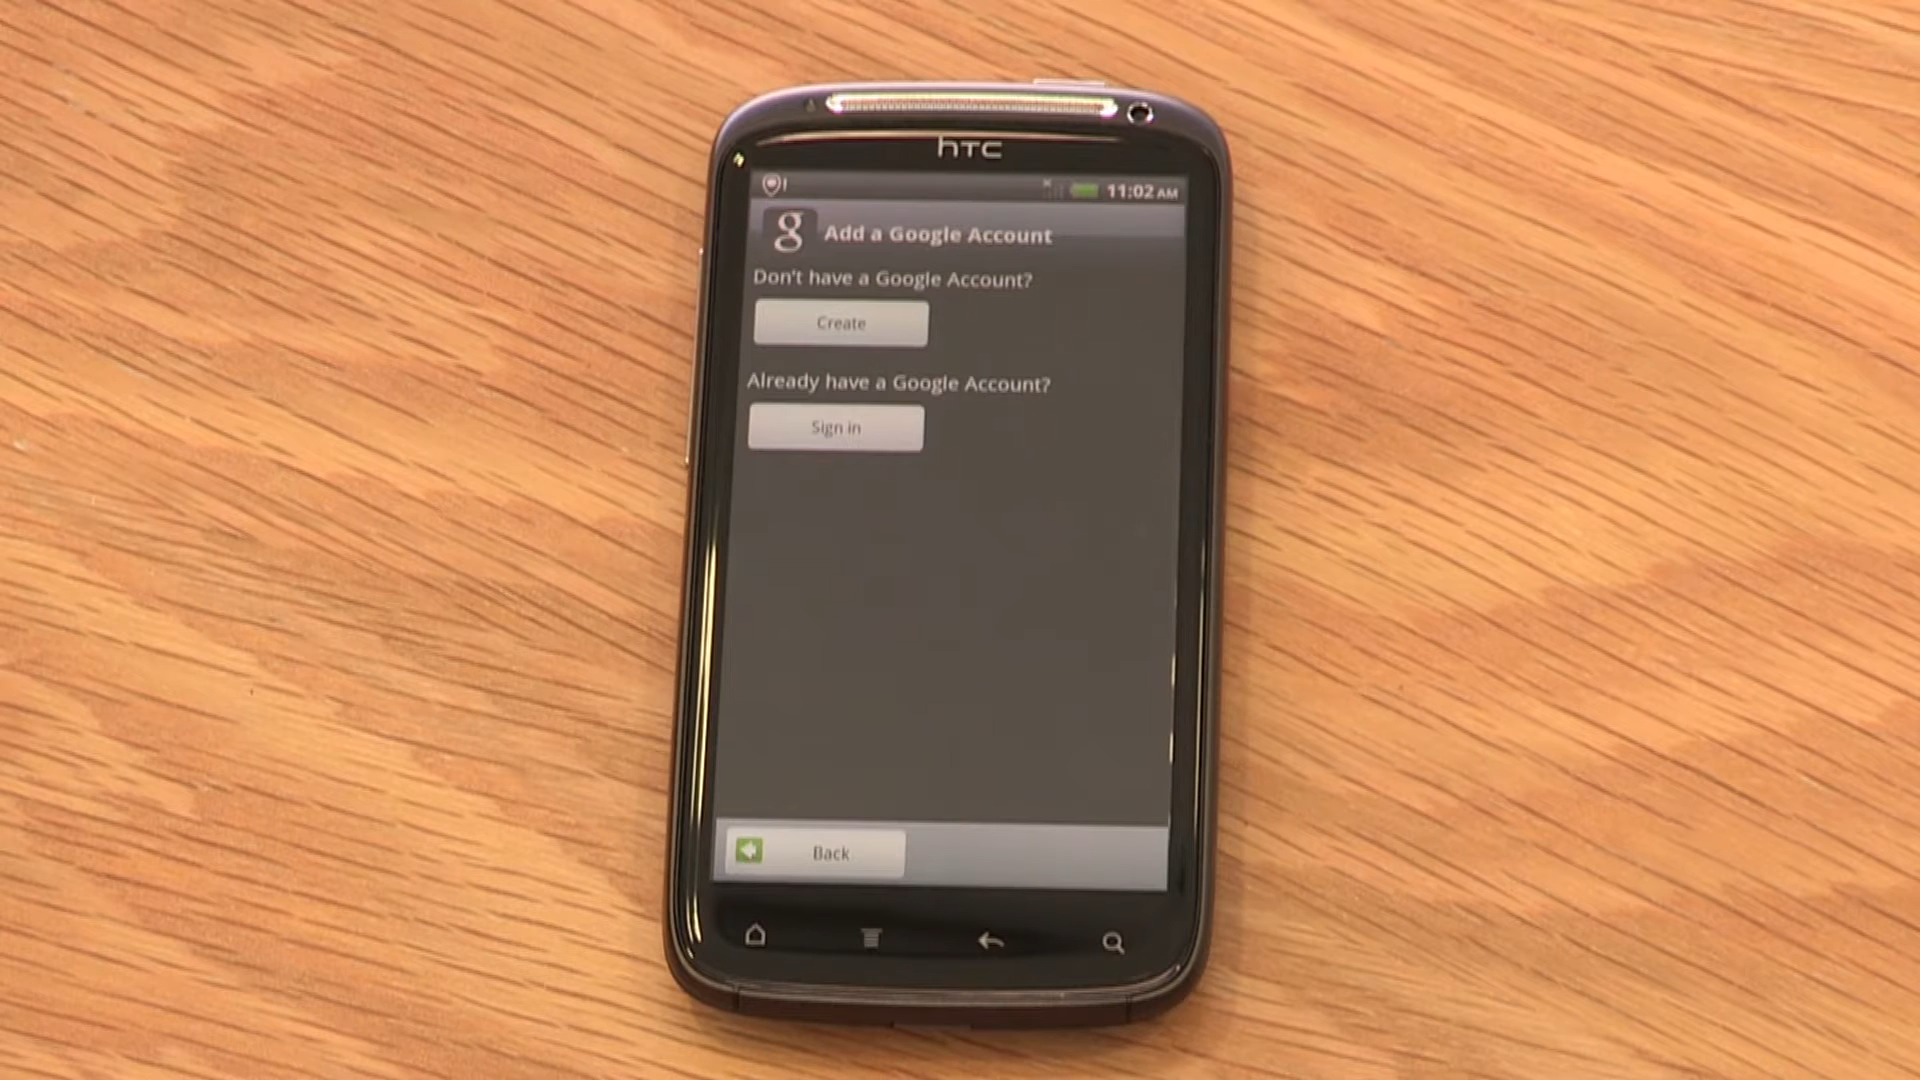 hTC
11:02 AM
g Add a Google Account
Don't have a Google Account?
Create
Already have a Google Account?
Sign in
Back